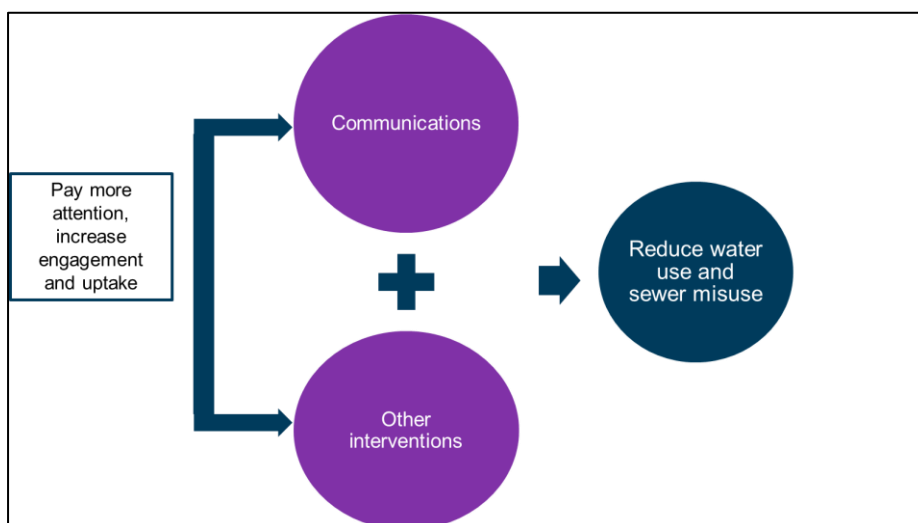 Communications
Pay more
attention,
increase
engagement
and uptake
Reduce water
use and
sewer misuse
Other
interventions